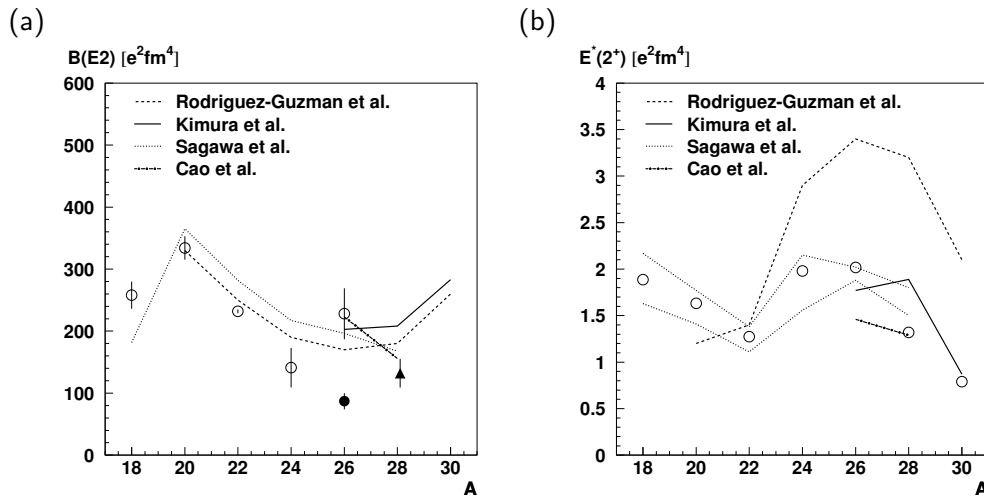 (a)
B(E2) [e²fm⁴]
600
500
400
300
200
100
0
Rodriguez-Guzman et al.
Kimura et al.
Sagawa et al.
Cao et al.
18 20 22 24 26 28 30
A
(b)
E*(2⁺) [e²fm⁴]
4
3.5
3
2.5
2
1.5
1
0.5
0
Rodriguez-Guzman et al.
Kimura et al.
Sagawa et al.
Cao et al.
18 20 22 24 26 28 30
A